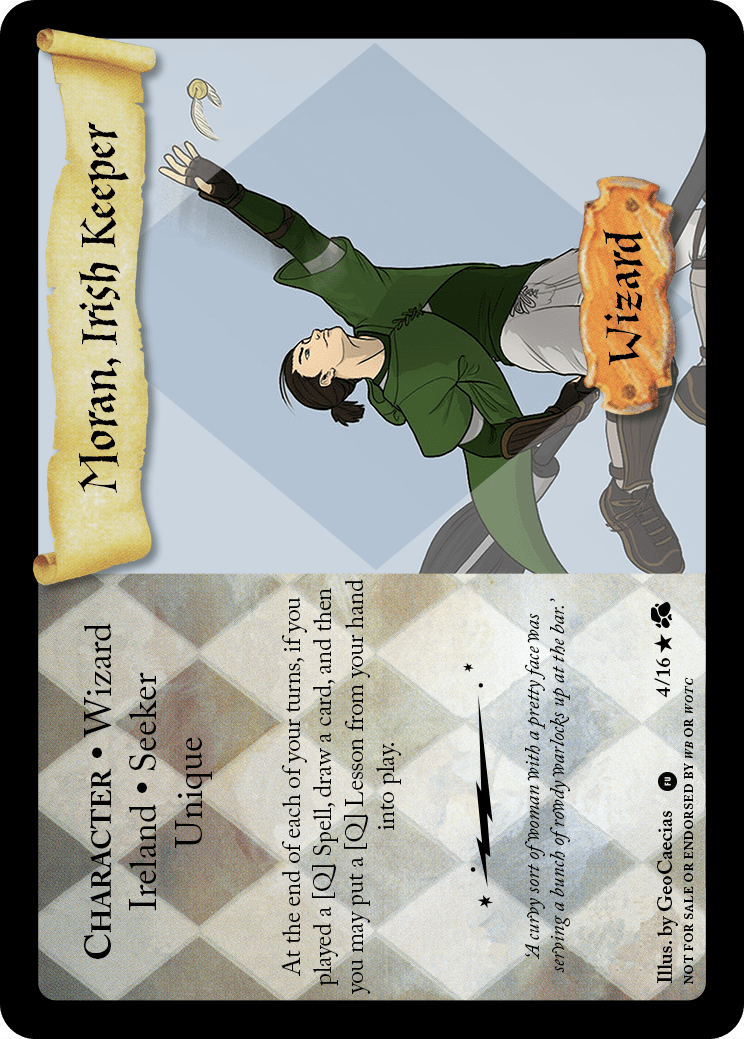 Moran, Irish Keeper
Wizard
CHARACTER • Wizard
Ireland • Seeker
Unique
At the end of each of your turns, if you
played a [Q] Spell, draw a card, and then
you may put a [Q] Lesson from your hand
into play.
'A curvy sort of woman with a pretty face was
serving a bunch of rowdy warlocks up at the bar.'
Illus. by GeoCaecias FU 4/16 ★
NOT FOR SALE OR ENDORSED BY WB OR WOTC